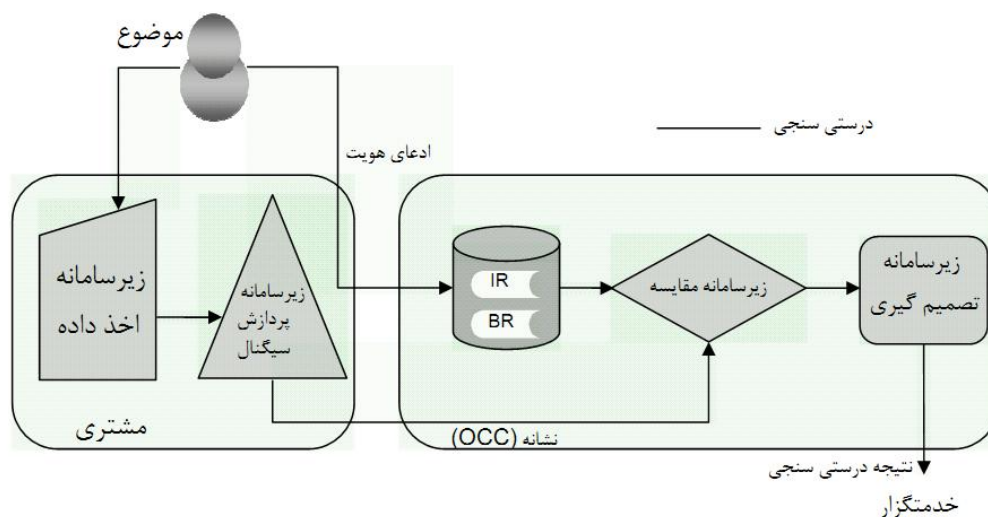 موضوع
درستی سنجی
ادعای هویت
زیرسامانه
اخذ داده
زیرسامانه
پردازش
سیگنال
مشتری
IR
BR
زیرسامانه مقایسه
زیرسامانه
تصمیم گیری
نشانه (OCC)
نتیجه درستی سنجی
خدمتگزار